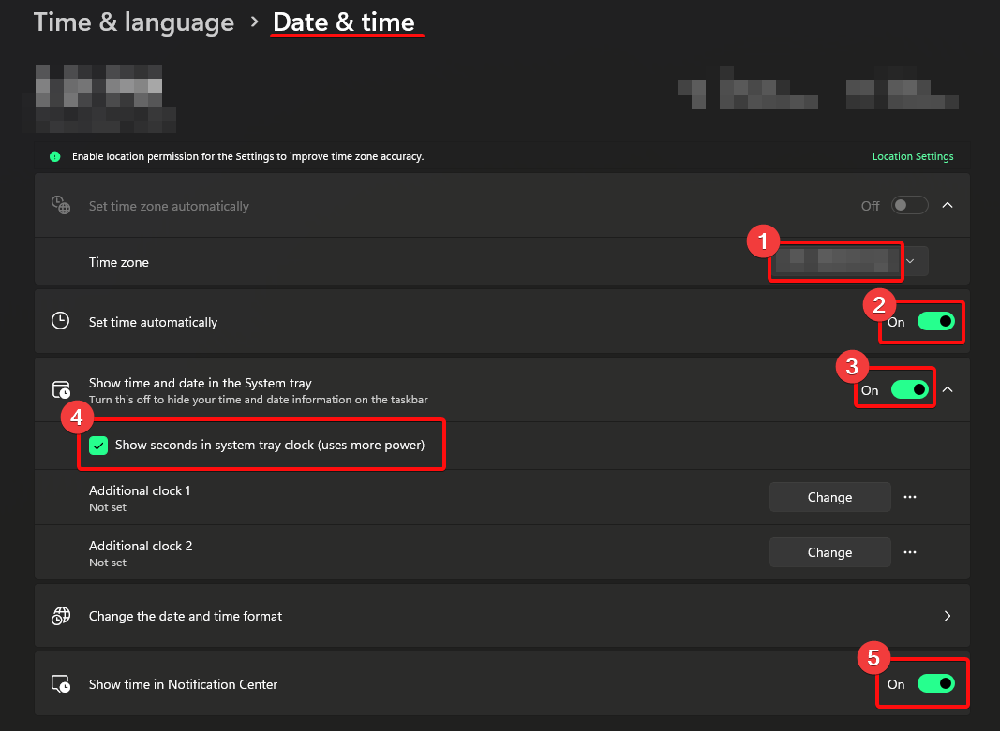 Time & language > Date & time
Enable location permission for the Settings to improve time zone accuracy. Location Settings
Set time zone automatically Off
1
Time zone
2
Set time automatically On
3
Show time and date in the System tray On
Turn this off to hide your time and date information on the taskbar
4
Show seconds in system tray clock (uses more power)
Additional clock 1 Change ...
Not set
Additional clock 2 Change ...
Not set
Change the date and time format
5
Show time in Notification Center On